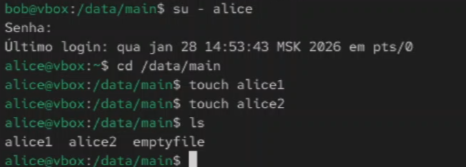 bob@vbox:/data/main$ su - alice
Senha:
Último login: qua jan 28 14:53:43 MSK 2026 em pts/0
alice@vbox:~$ cd /data/main
alice@vbox:/data/main$ touch alice1
alice@vbox:/data/main$ touch alice2
alice@vbox:/data/main$ ls
alice1  alice2  emptyfile
alice@vbox:/data/main$